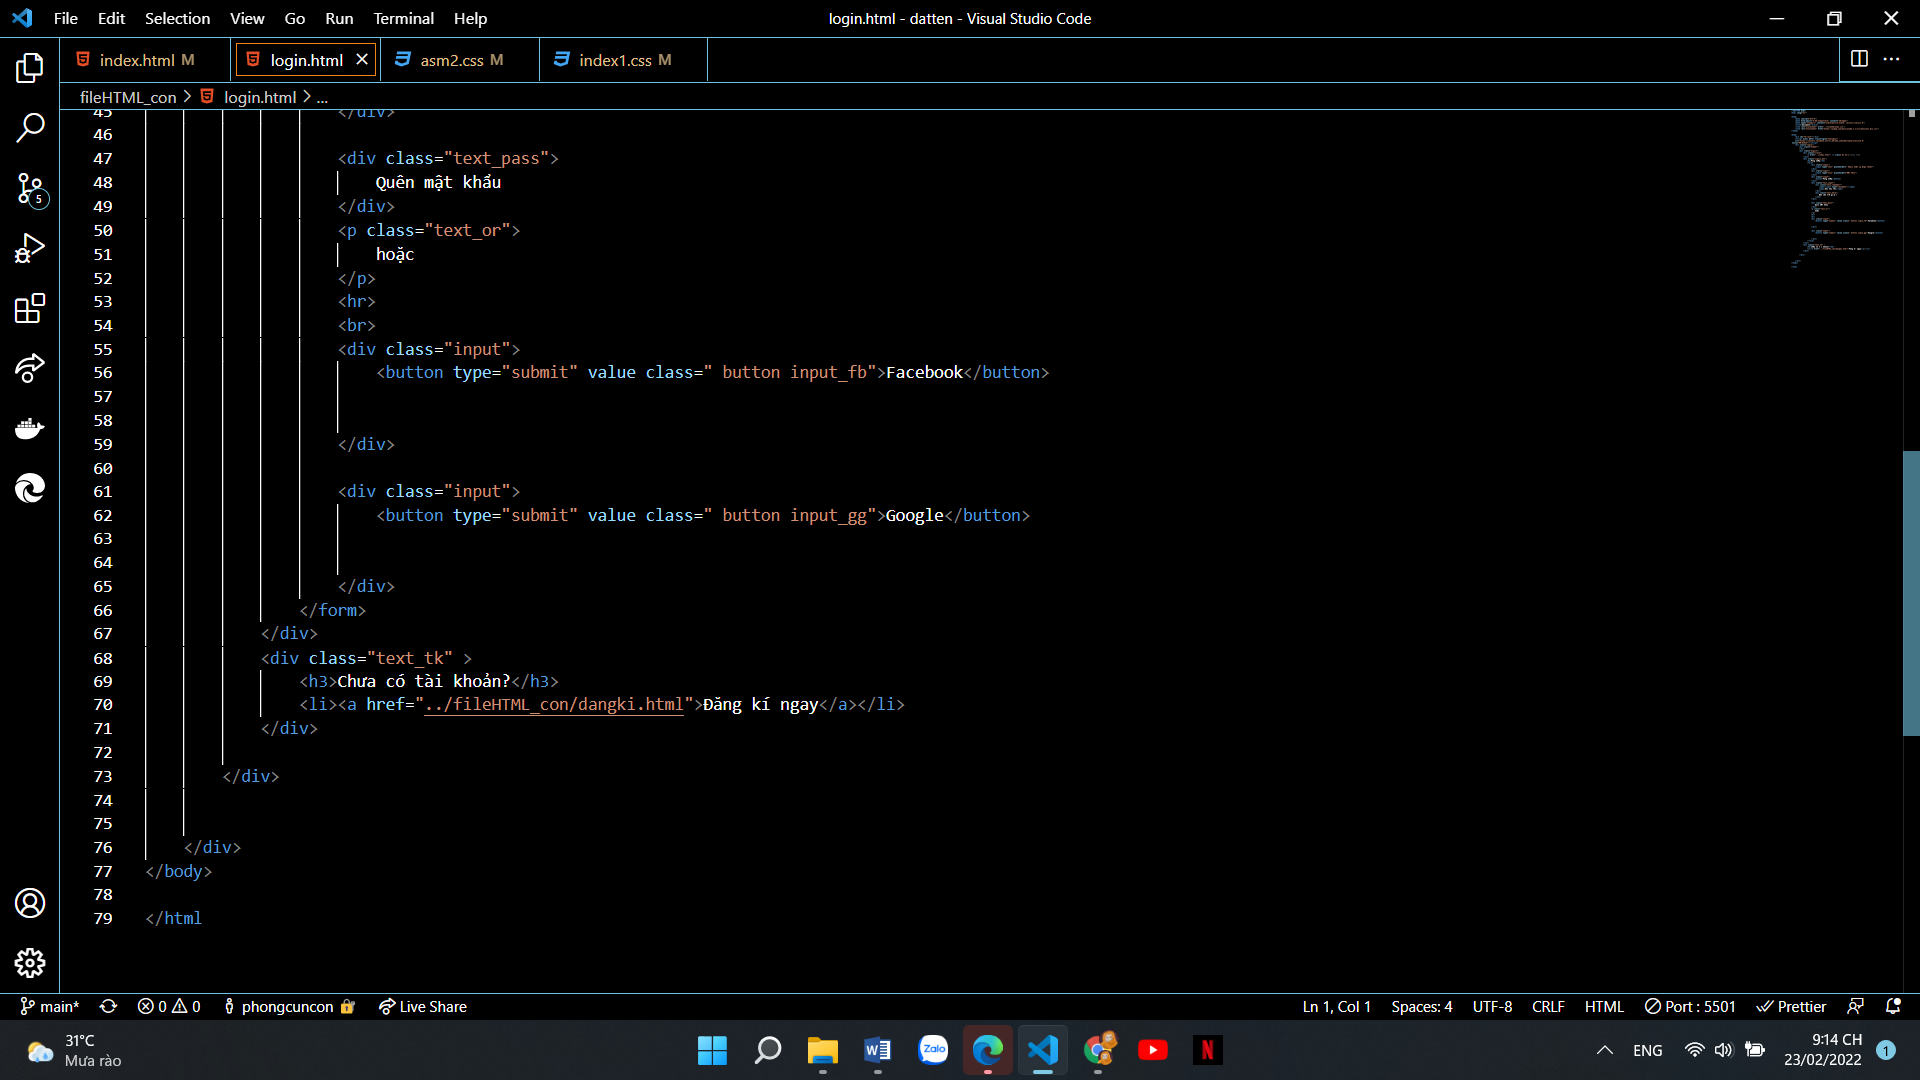 File Edit Selection View Go Run Terminal Help
login.html - datten - Visual Studio Code
index.html M
login.html
asm2.css M
index1.css M
fileHTML_con > login.html > ...
45 </div>
46
47 <div class="text_pass">
48 Quên mật khẩu
49 </div>
50 <p class="text_or">
51 hoặc
52 </p>
53 <hr>
54 <br>
55 <div class="input">
56 <button type="submit" value class=" button input_fb">Facebook</button>
57
58
59 </div>
60
61 <div class="input">
62 <button type="submit" value class=" button input_gg">Google</button>
63
64
65 </div>
66 </form>
67 </div>
68 <div class="text_tk" >
69 <h3>Chưa có tài khoản?</h3>
70 <li><a href="../fileHTML_con/dangki.html">Đăng kí ngay</a></li>
71 </div>
72
73 </div>
74
75
76 </div>
77 </body>
78
79 </html
5
main* 0 0 phongcuncon Live Share
Ln 1, Col 1 Spaces: 4 UTF-8 CRLF HTML Port : 5501 Prettier
31°C
Mưa rào
Zalo
ENG
9:14 CH
23/02/2022
1